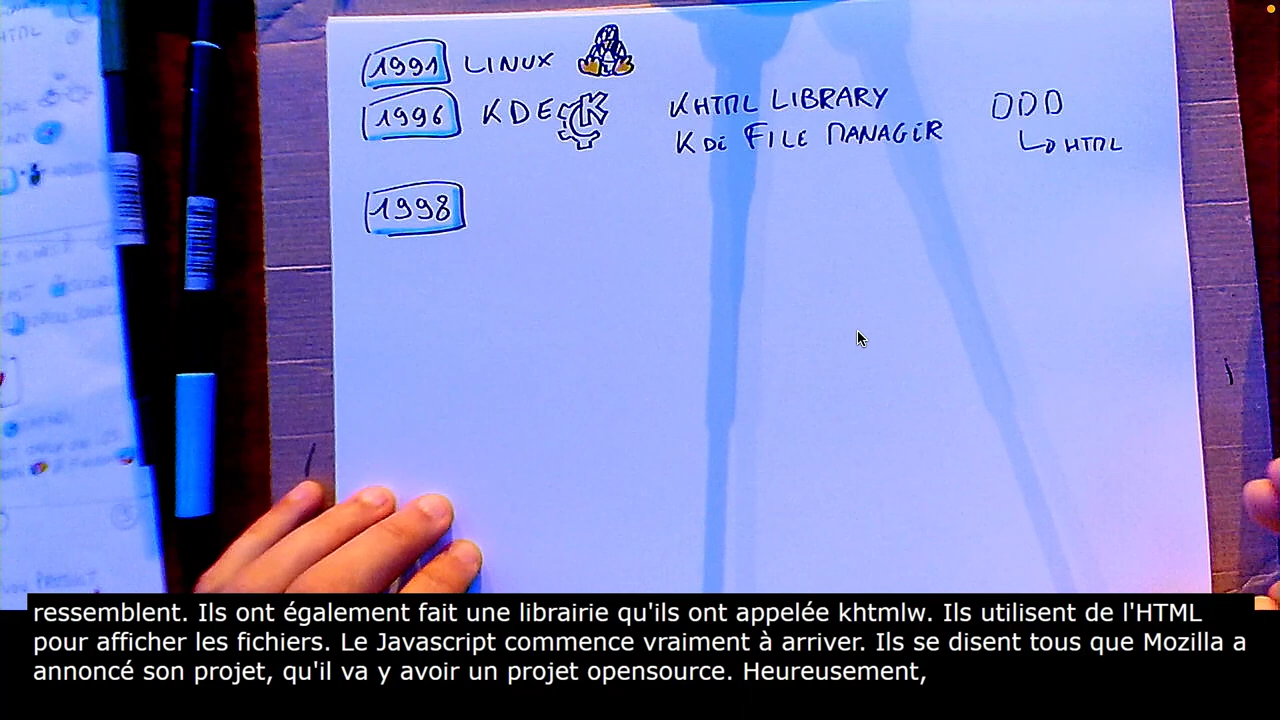 1991 LINUX
1996 KDE K KHTML LIBRARY
KDE FILE MANAGER
HTML
1998
ressemblent. Ils ont également fait une librairie qu'ils ont appelée khtmlw. Ils utilisent de l'HTML
pour afficher les fichiers. Le Javascript commence vraiment à arriver. Ils se disent tous que Mozilla a
annoncé son projet, qu'il va y avoir un projet opensource. Heureusement,